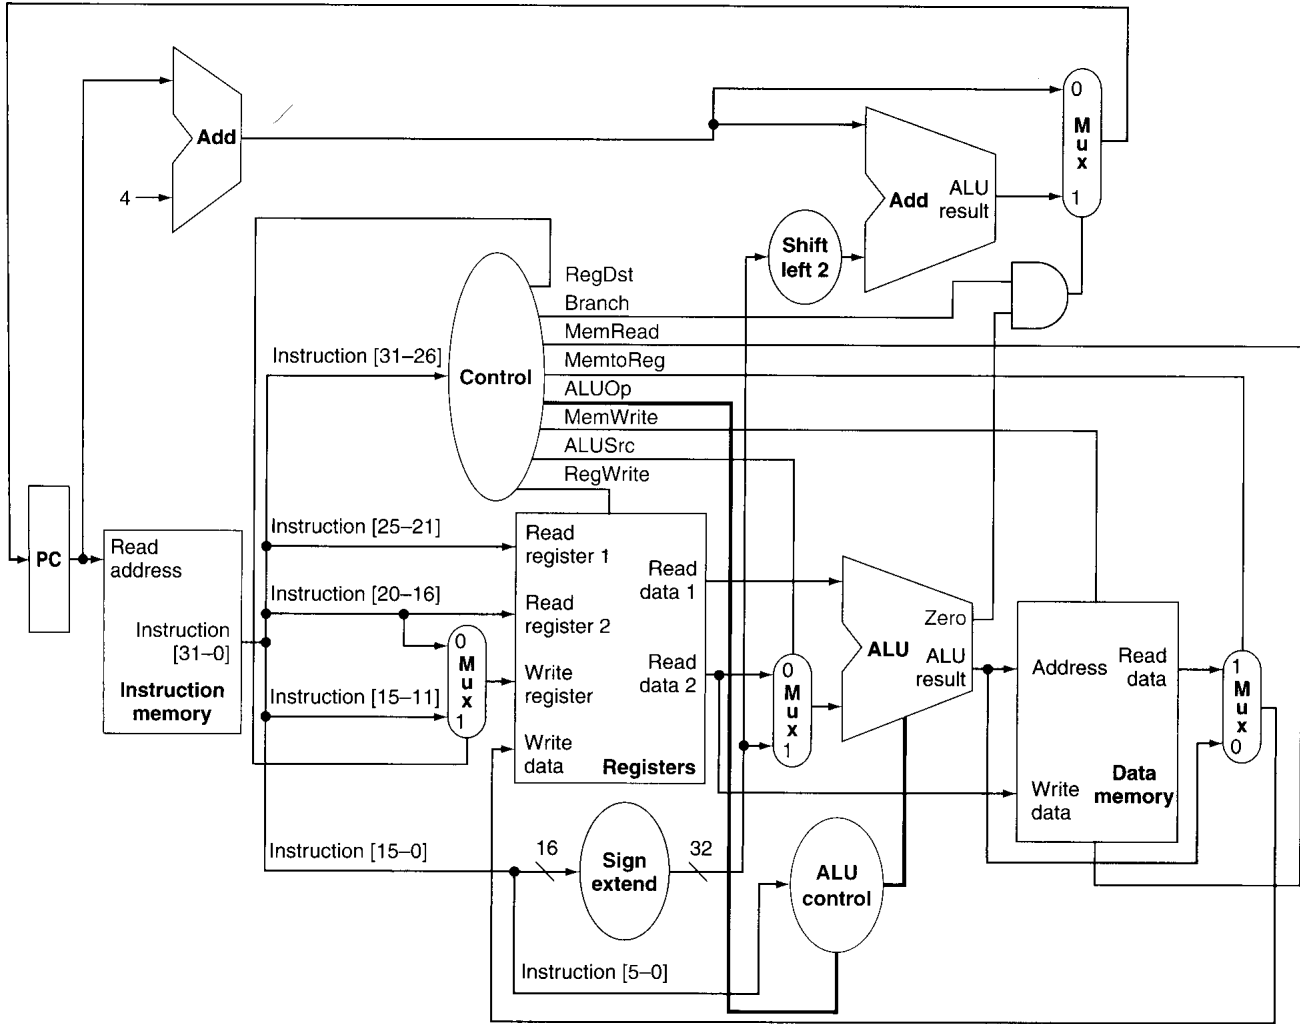 0
M
u
x
1
Add
4
Add
ALU
result
Shift
left 2
RegDst
Branch
MemRead
MemtoReg
ALUOp
MemWrite
ALUSrc
RegWrite
Instruction [31–26]
Control
PC
Read
address
Instruction
[31–0]
Instruction
memory
Instruction [25–21]
Instruction [20–16]
Instruction [15–11]
0
M
u
x
1
Read
register 1
Read
register 2
Write
register
Write
data
Read
data 1
Read
data 2
Registers
0
M
u
x
1
Zero
ALU
ALU
result
Address
Read
data
Write
data
Data
memory
1
M
u
x
0
Instruction [15–0]
16
Sign
extend
32
ALU
control
Instruction [5–0]